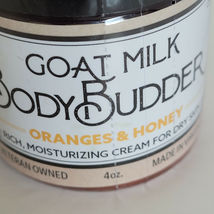 GOAT MILK
BODY BUDDER
ORANGES & HONEY
RICH, MOISTURIZING CREAM FOR DRY SKIN
VETERAN OWNED 4oz. MADE IN